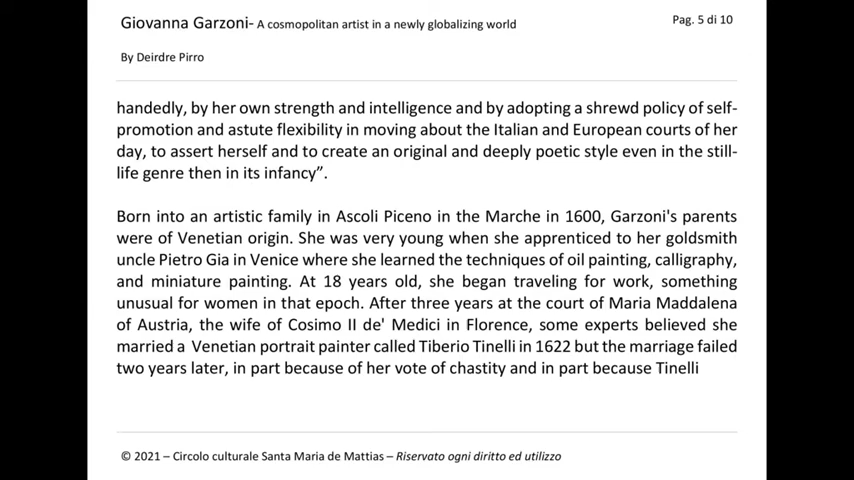 Giovanna Garzoni- A cosmopolitan artist in a newly globalizing world
Pag. 5 di 10
By Deirdre Pirro
handedly, by her own strength and intelligence and by adopting a shrewd policy of self-
promotion and astute flexibility in moving about the Italian and European courts of her
day, to assert herself and to create an original and deeply poetic style even in the still-
life genre then in its infancy”.
Born into an artistic family in Ascoli Piceno in the Marche in 1600, Garzoni's parents
were of Venetian origin. She was very young when she apprenticed to her goldsmith
uncle Pietro Gia in Venice where she learned the techniques of oil painting, calligraphy,
and miniature painting. At 18 years old, she began traveling for work, something
unusual for women in that epoch. After three years at the court of Maria Maddalena
of Austria, the wife of Cosimo II de' Medici in Florence, some experts believed she
married a Venetian portrait painter called Tiberio Tinelli in 1622 but the marriage failed
two years later, in part because of her vote of chastity and in part because Tinelli
© 2021 – Circolo culturale Santa Maria de Mattias – Riservato ogni diritto ed utilizzo